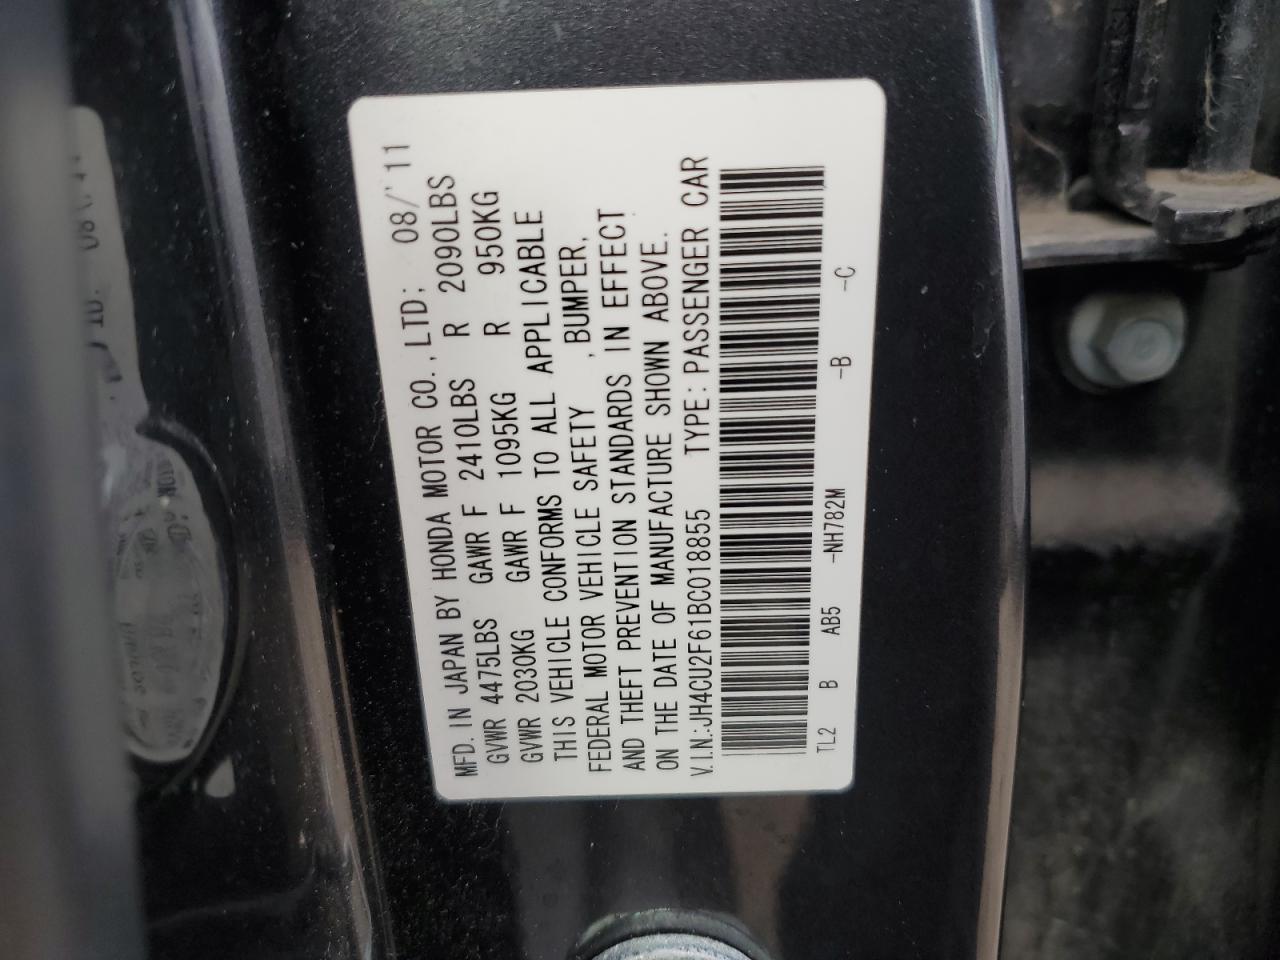 MFD. IN JAPAN BY HONDA MOTOR CO., LTD; 08/'11
GVWR 4475LBS GAWR F 2410LBS R 2090LBS
GVWR 2030KG GAWR F 1095KG R 950KG
THIS VEHICLE CONFORMS TO ALL APPLICABLE
FEDERAL MOTOR VEHICLE SAFETY , BUMPER,
AND THEFT PREVENTION STANDARDS IN EFFECT
ON THE DATE OF MANUFACTURE SHOWN ABOVE.
V.I.N.:JH4CU2F61BC018855 TYPE:PASSENGER CAR
TL2 B AB5 -NH782M -B -C